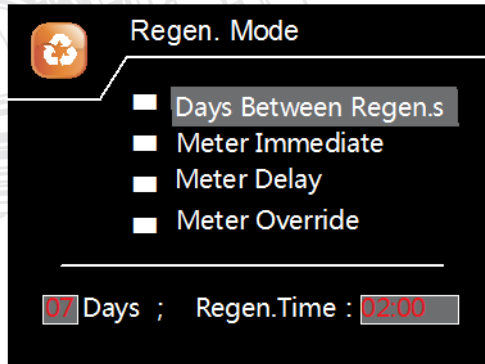 Regen. Mode
Days Between Regen.s
Meter Immediate
Meter Delay
Meter Override
07 Days ; Regen.Time : 02:00